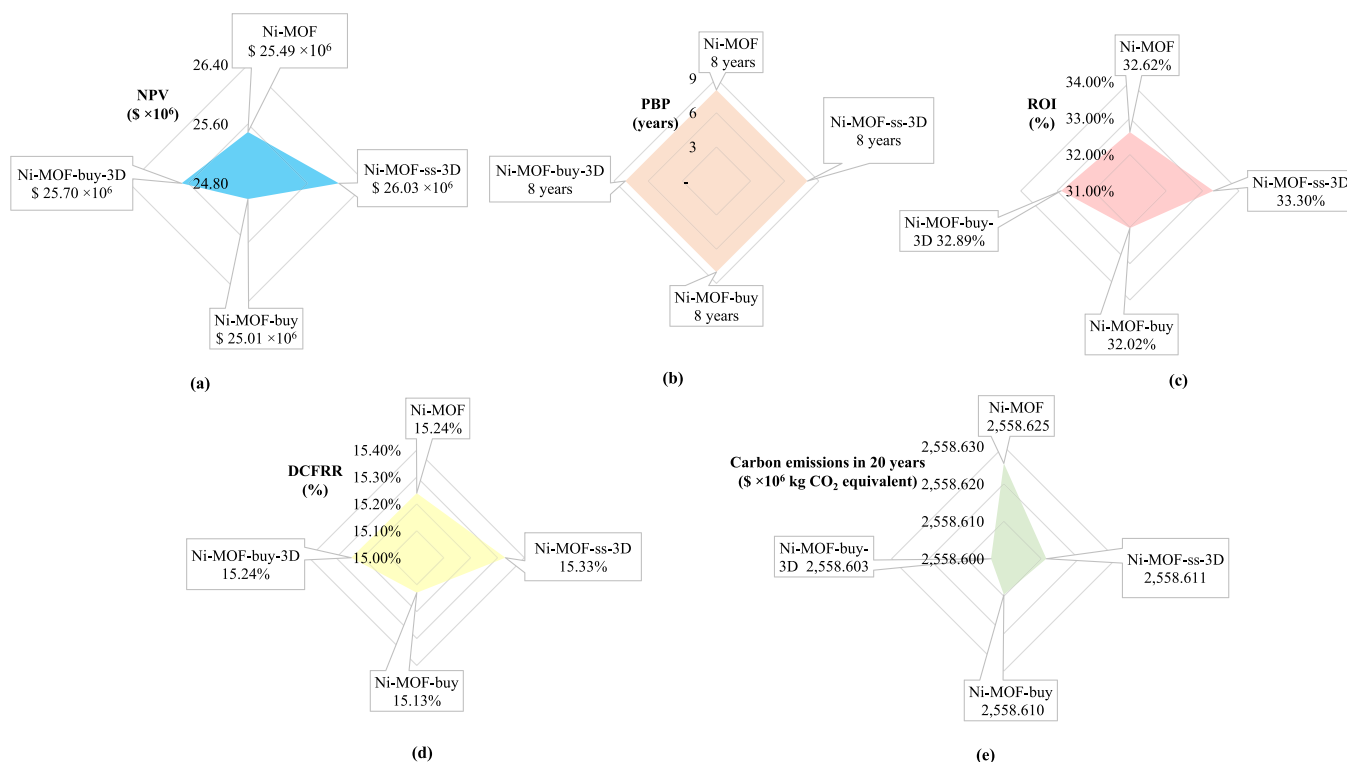 Ni-MOF
$ 25.49 ×10⁶
26.40
NPV
($ ×10⁶)
25.60
Ni-MOF-buy-3D
$ 25.70 ×10⁶
24.80
Ni-MOF-ss-3D
$ 26.03 ×10⁶
Ni-MOF-buy
$ 25.01 ×10⁶
(a)
Ni-MOF
8 years
9
PBP
(years)
6
3
-
Ni-MOF-ss-3D
8 years
Ni-MOF-buy-3D
8 years
Ni-MOF-buy
8 years
(b)
Ni-MOF
32.62%
34.00%
ROI
(%)
33.00%
32.00%
31.00%
Ni-MOF-ss-3D
33.30%
Ni-MOF-buy-
3D 32.89%
Ni-MOF-buy
32.02%
(c)
Ni-MOF
15.24%
15.40%
DCFRR
(%)
15.30%
15.20%
15.10%
15.00%
Ni-MOF-buy-3D
15.24%
Ni-MOF-ss-3D
15.33%
Ni-MOF-buy
15.13%
(d)
Ni-MOF
2,558.625
2,558.630
Carbon emissions in 20 years
($ ×10⁶ kg CO₂ equivalent)
2,558.620
2,558.610
2,558.600
Ni-MOF-buy-
3D 2,558.603
Ni-MOF-ss-3D
2,558.611
Ni-MOF-buy
2,558.610
(e)